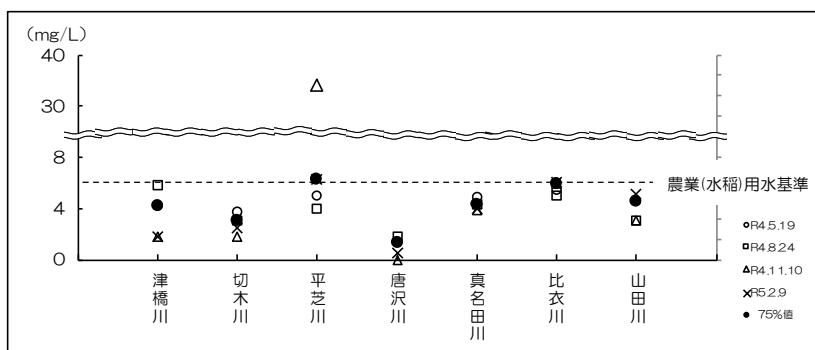 (mg/L)
40
30
8
4
0
農業(水稲)用水基準
○R4.5.19
□R4.8.24
△R4.11.10
×R5.2.9
● 75%値
津橋川
切木川
平芝川
唐沢川
真名田川
比衣川
山田川